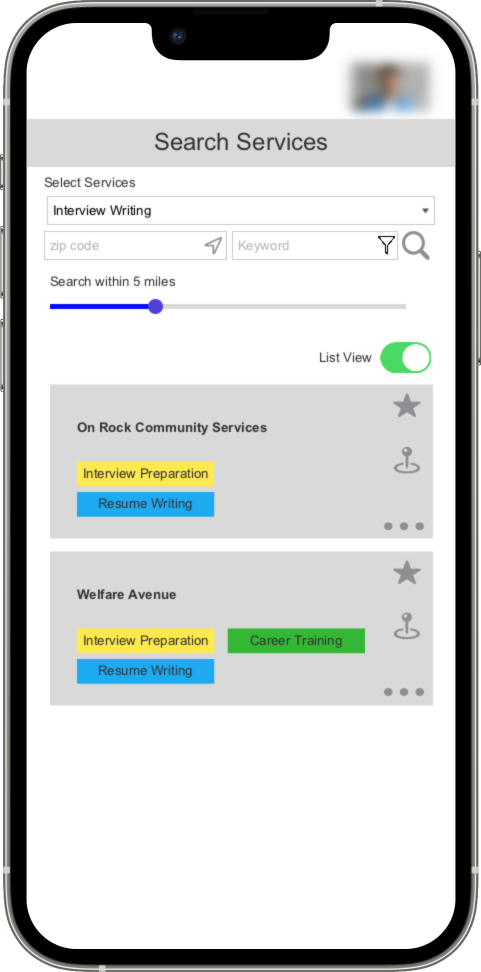 Search Services
Select Services
Interview Writing
zip code
Keyword
Search within 5 miles
List View
On Rock Community Services
Interview Preparation
Resume Writing
Welfare Avenue
Interview Preparation
Career Training
Resume Writing